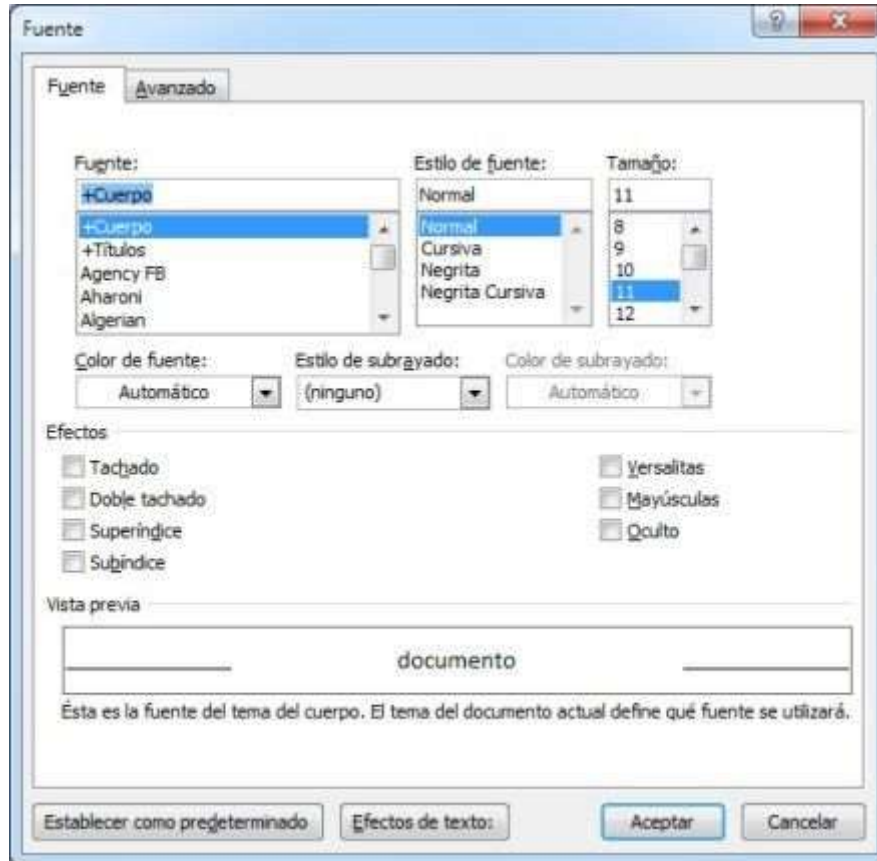 Fuente
Fuente Avanzado
Fuente: Estilo de fuente: Tamaño:
+Cuerpo Normal 11
+Cuerpo Normal 8
+Títulos Cursiva 9
Agency FB Negrita 10
Aharoni Negrita Cursiva 11
Algerian 12
Color de fuente: Estilo de subrayado: Color de subrayado:
Automático (ninguno) Automático
Efectos
Tachado Versalitas
Doble tachado Mayúsculas
Superíndice Oculto
Subíndice
Vista previa
documento
Ésta es la fuente del tema del cuerpo. El tema del documento actual define qué fuente se utilizará.
Establecer como predeterminado Efectos de texto: Aceptar Cancelar